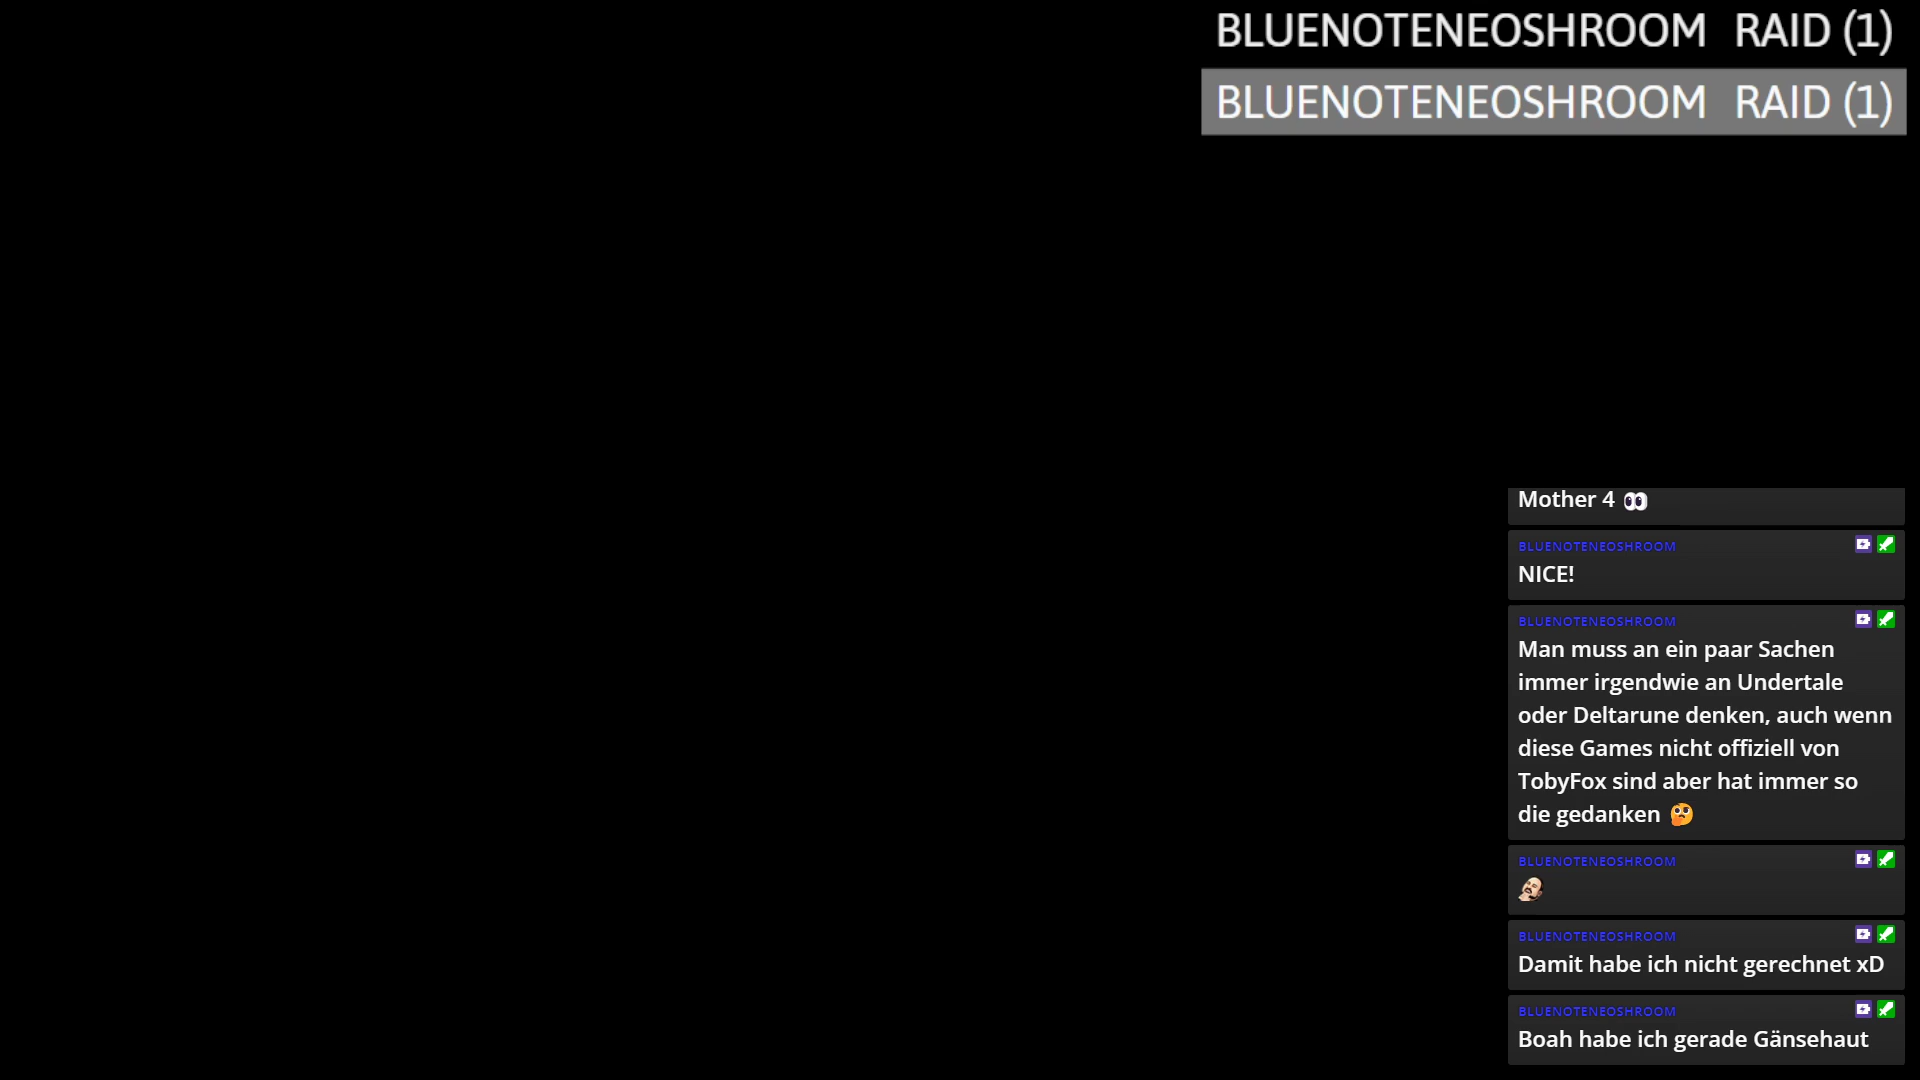 BLUENOTENEOSHROOM RAID (1)
BLUENOTENEOSHROOM RAID (1)
Mother 4 👀
BLUENOTENEOSHROOM
NICE!
BLUENOTENEOSHROOM
Man muss an ein paar Sachen
immer irgendwie an Undertale
oder Deltarune denken, auch wenn
diese Games nicht offiziell von
TobyFox sind aber hat immer so
die gedanken 🤔
BLUENOTENEOSHROOM
BLUENOTENEOSHROOM
Damit habe ich nicht gerechnet xD
BLUENOTENEOSHROOM
Boah habe ich gerade Gänsehaut